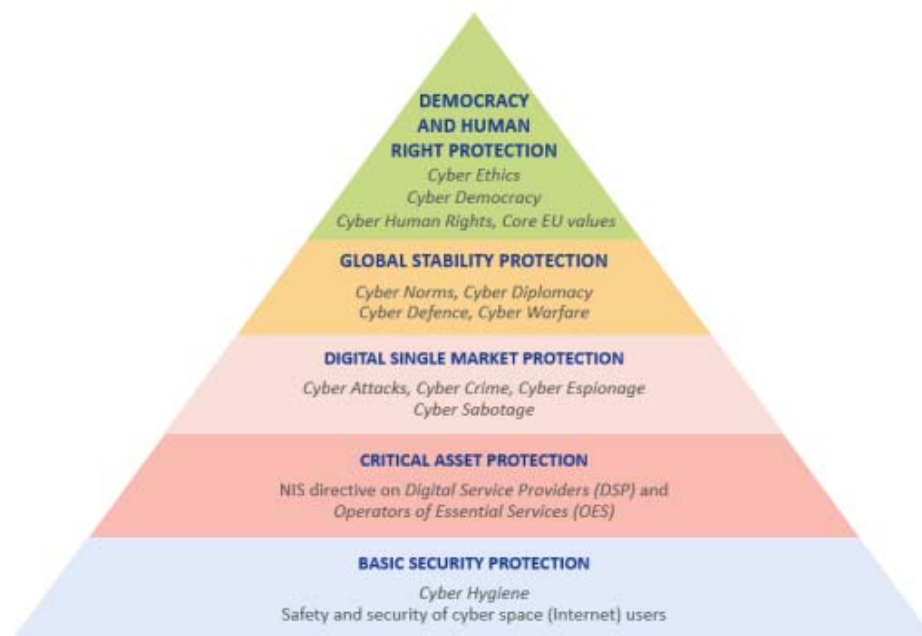 DEMOCRACY
AND HUMAN
RIGHT PROTECTION
Cyber Ethics
Cyber Democracy
Cyber Human Rights, Core EU values
GLOBAL STABILITY PROTECTION
Cyber Norms, Cyber Diplomacy
Cyber Defence, Cyber Warfare
DIGITAL SINGLE MARKET PROTECTION
Cyber Attacks, Cyber Crime, Cyber Espionage
Cyber Sabotage
CRITICAL ASSET PROTECTION
NIS directive on Digital Service Providers (DSP) and
Operators of Essential Services (OES)
BASIC SECURITY PROTECTION
Cyber Hygiene
Safety and security of cyber space (Internet) users